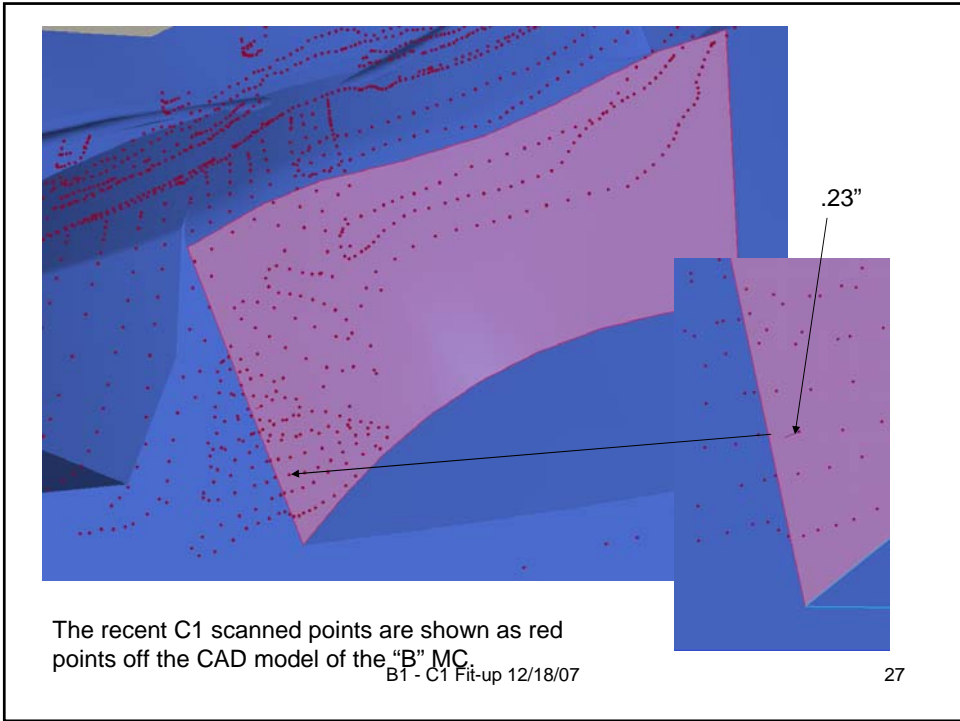 .23”
The recent C1 scanned points are shown as red
points off the CAD model of the “B” MC.
B1 - C1 Fit-up 12/18/07
27